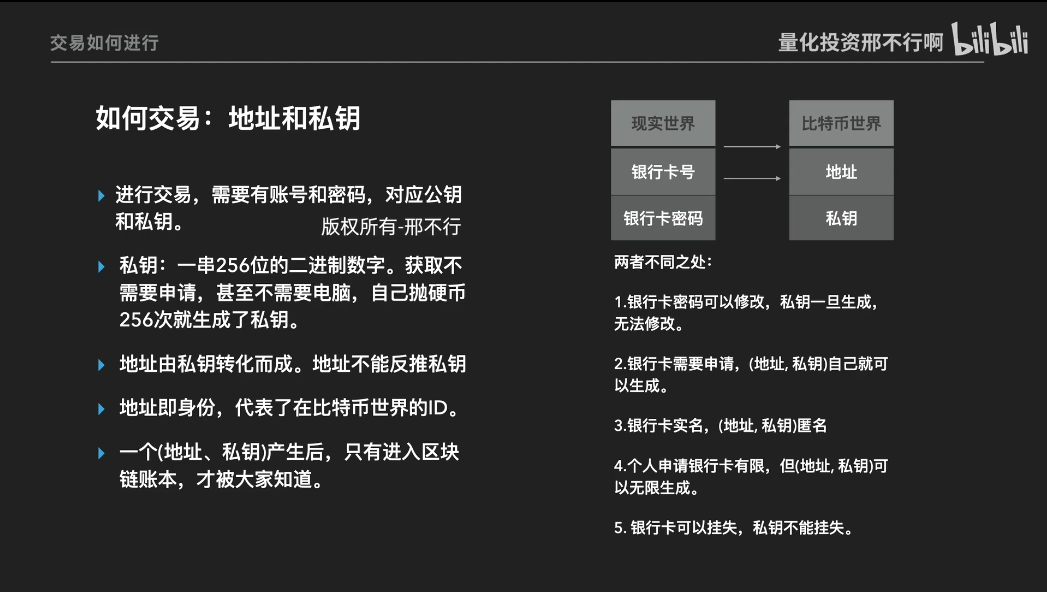 交易如何进行
量化投资邢不行啊 bilibili
如何交易：地址和私钥
进行交易，需要有账号和密码，对应公钥
和私钥。
版权所有-邢不行
私钥：一串256位的二进制数字。获取不
需要申请，甚至不需要电脑，自己抛硬币
256次就生成了私钥。
地址由私钥转化而成。地址不能反推私钥
地址即身份，代表了在比特币世界的ID。
一个(地址、私钥)产生后，只有进入区块
链账本，才被大家知道。
现实世界 比特币世界
银行卡号 地址
银行卡密码 私钥
两者不同之处：
1.银行卡密码可以修改，私钥一旦生成，
无法修改。
2.银行卡需要申请，(地址, 私钥)自己就可
以生成。
3.银行卡实名，(地址, 私钥)匿名
4.个人申请银行卡有限，但(地址, 私钥)可
以无限生成。
5. 银行卡可以挂失，私钥不能挂失。